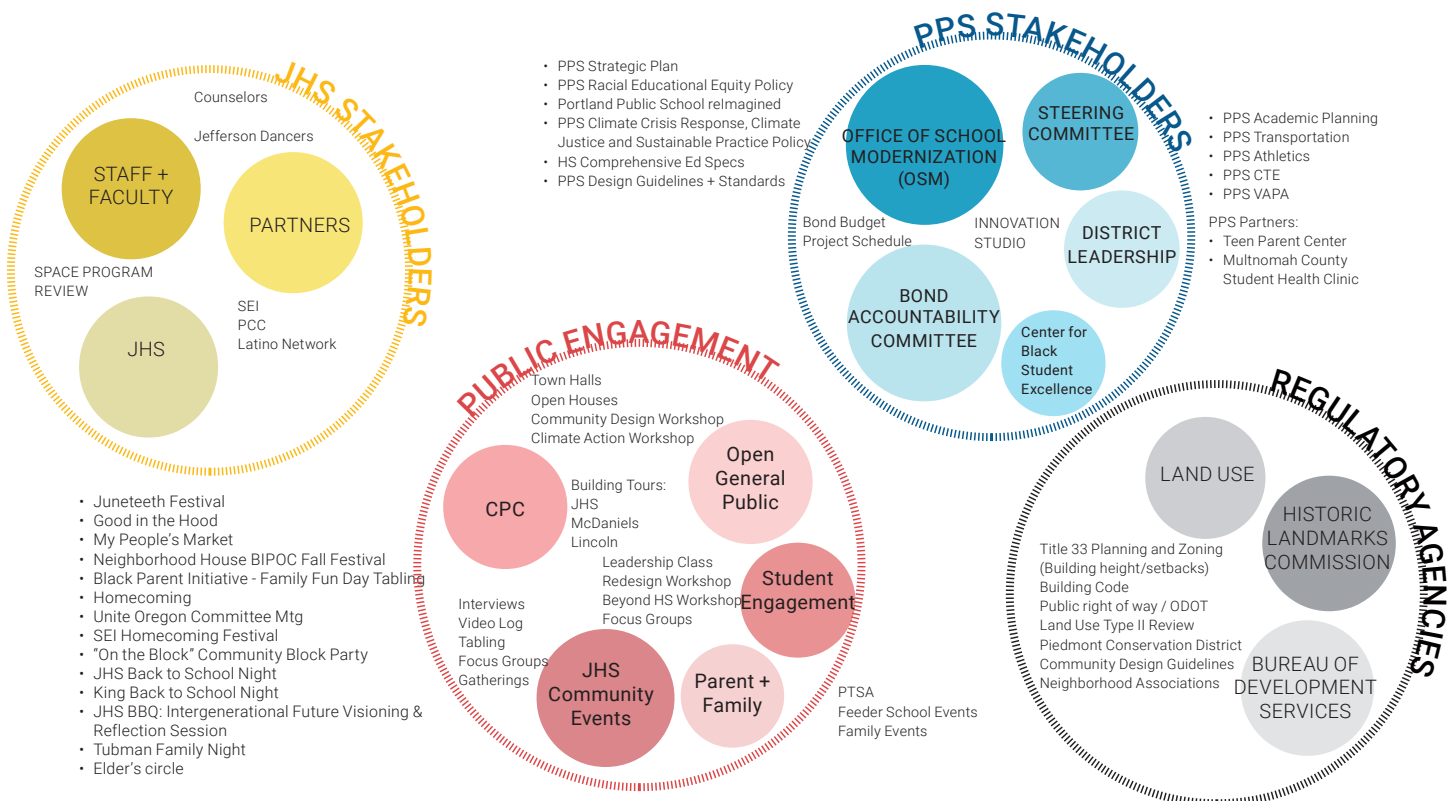 JHS STAKEHOLDERS
Counselors
Jefferson Dancers
STAFF +
FACULTY
PARTNERS
SPACE PROGRAM
REVIEW
SEI
PCC
Latino Network
JHS
• PPS Strategic Plan
• PPS Racial Educational Equity Policy
• Portland Public School reImagined
• PPS Climate Crisis Response, Climate
Justice and Sustainable Practice Policy
• HS Comprehensive Ed Specs
• PPS Design Guidelines + Standards
PPS STAKEHOLDERS
OFFICE OF SCHOOL
MODERNIZATION
(OSM)
STEERING
COMMITTEE
Bond Budget
Project Schedule
INNOVATION
STUDIO
DISTRICT
LEADERSHIP
BOND
ACCOUNTABILITY
COMMITTEE
Center for
Black
Student
Excellence
• PPS Academic Planning
• PPS Transportation
• PPS Athletics
• PPS CTE
• PPS VAPA
PPS Partners:
• Teen Parent Center
• Multnomah County
Student Health Clinic
PUBLIC ENGAGEMENT
Town Halls
Open Houses
Community Design Workshop
Climate Action Workshop
CPC
Open
General
Public
Building Tours:
JHS
McDaniels
Lincoln
Leadership Class
Redesign Workshop
Beyond HS Workshop
Focus Groups
Student
Engagement
Interviews
Video Log
Tabling
Focus Groups
Gatherings
JHS
Community
Events
Parent +
Family
PTSA
Feeder School Events
Family Events
• Juneteeth Festival
• Good in the Hood
• My People's Market
• Neighborhood House BIPOC Fall Festival
• Black Parent Initiative - Family Fun Day Tabling
• Homecoming
• Unite Oregon Committee Mtg
• SEI Homecoming Festival
• "On the Block" Community Block Party
• JHS Back to School Night
• King Back to School Night
• JHS BBQ: Intergenerational Future Visioning &
Reflection Session
• Tubman Family Night
• Elder's circle
REGULATORY AGENCIES
LAND USE
HISTORIC
LANDMARKS
COMMISSION
Title 33 Planning and Zoning
(Building height/setbacks)
Building Code
Public right of way / ODOT
Land Use Type II Review
Piedmont Conservation District
Community Design Guidelines
Neighborhood Associations
BUREAU OF
DEVELOPMENT
SERVICES